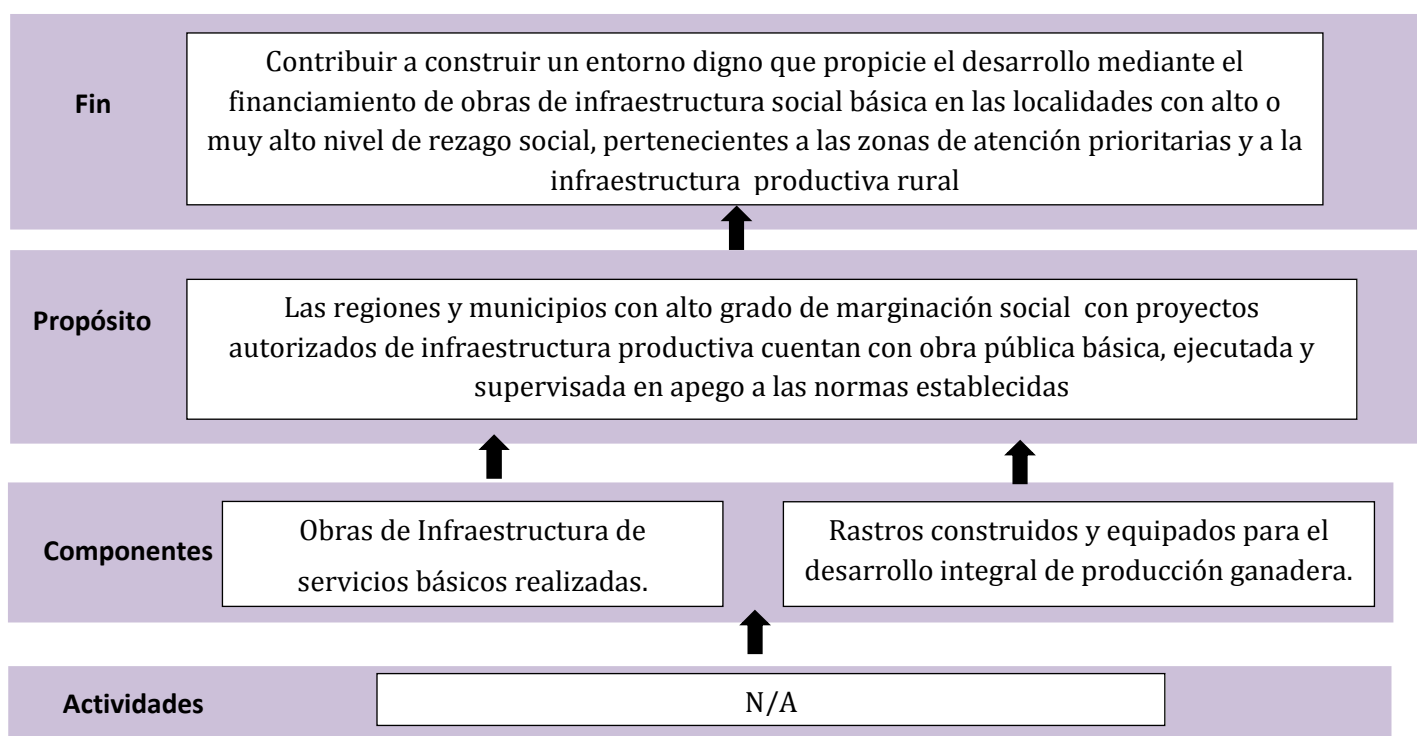 Fin
Contribuir a construir un entorno digno que propicie el desarrollo mediante el
financiamiento de obras de infraestructura social básica en las localidades con alto o
muy alto nivel de rezago social, pertenecientes a las zonas de atención prioritarias y a la
infraestructura productiva rural
Propósito
Las regiones y municipios con alto grado de marginación social con proyectos
autorizados de infraestructura productiva cuentan con obra pública básica, ejecutada y
supervisada en apego a las normas establecidas
Componentes
Obras de Infraestructura de
servicios básicos realizadas.
Rastros construidos y equipados para el
desarrollo integral de producción ganadera.
Actividades
N/A